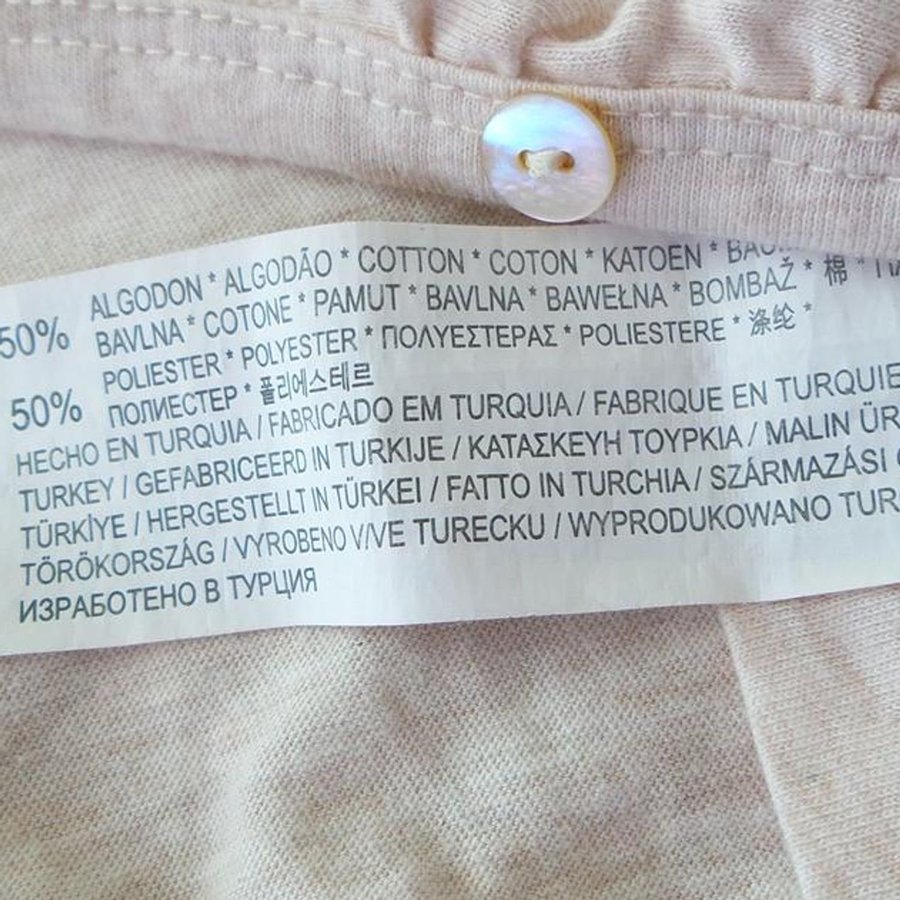 50% ALGODON * ALGODÃO * COTTON * COTON * KATOEN *
BAVLNA * COTONE * PAMUT * BAVLNA * BAWEŁNA * BOMBAŽ * 棉 *
50% POLIESTER * POLYESTER * ΠΟΛΥΕΣΤΕΡΑΣ * POLIESTERE * 涤纶 *
ПОЛИЕСТЕР * 폴리에스테르
HECHO EN TURQUIA / FABRICADO EM TURQUIA / FABRIQUE EN TURQUIE
TURKEY / GEFABRICEERD IN TURKIJE / ΚΑΤΑΣΚΕΥΗ ΤΟΥΡΚΙΑ / MALIN ÜR
TÜRKİYE / HERGESTELLT IN TÜRKEI / FATTO IN TURCHIA / SZÁRMAZÁSI
TÖRÖKORSZÁG / VYROBENO V/VE TURECKU / WYPRODUKOWANO TUR
ИЗРАБОТЕНО В ТУРЦИЯ